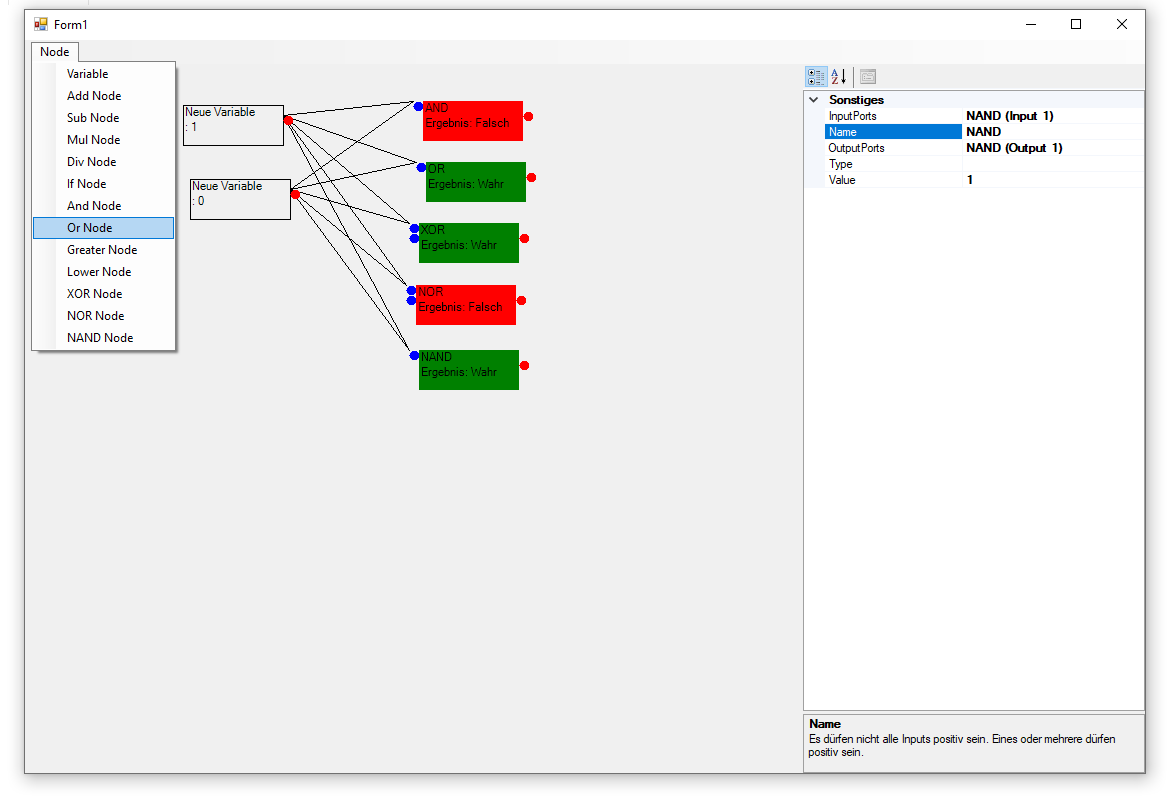 Form1
Node
Variable
Add Node
Sub Node
Mul Node
Div Node
If Node
And Node
Or Node
Greater Node
Lower Node
XOR Node
NOR Node
NAND Node
Neue Variable
: 1
Neue Variable
: 0
AND
Ergebnis: Falsch
OR
Ergebnis: Wahr
XOR
Ergebnis: Wahr
NOR
Ergebnis: Falsch
NAND
Ergebnis: Wahr
A
Z
Sonstiges
InputPorts NAND (Input 1)
Name NAND
OutputPorts NAND (Output 1)
Type
Value 1
Name
Es dürfen nicht alle Inputs positiv sein. Eines oder mehrere dürfen
positiv sein.